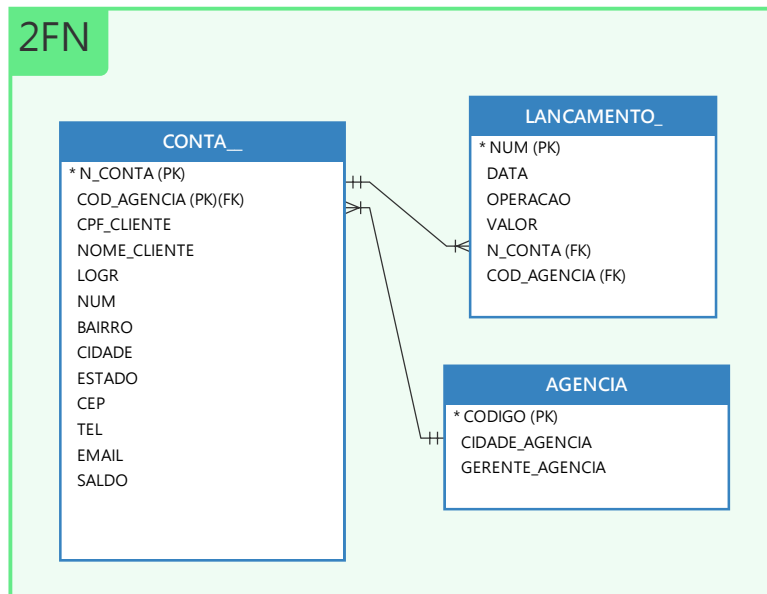 2FN
CONTA__
* N_CONTA (PK)
COD_AGENCIA (PK)(FK)
CPF_CLIENTE
NOME_CLIENTE
LOGR
NUM
BAIRRO
CIDADE
ESTADO
CEP
TEL
EMAIL
SALDO
LANCAMENTO_
* NUM (PK)
DATA
OPERACAO
VALOR
N_CONTA (FK)
COD_AGENCIA (FK)
AGENCIA
* CODIGO (PK)
CIDADE_AGENCIA
GERENTE_AGENCIA